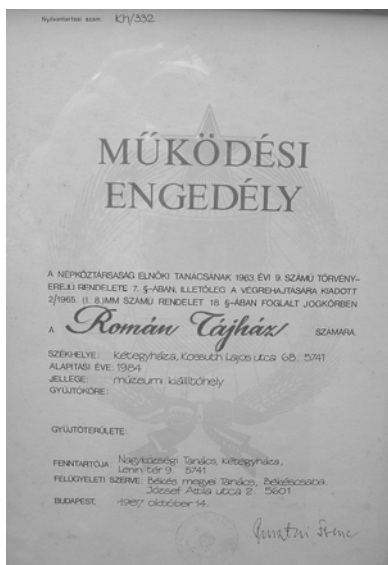 Nyilvántartási szám: KH/332
MŰKÖDÉSI
ENGEDÉLY
A NÉPKÖZTÁRSASÁG ELNÖKI TANÁCSÁNAK 1963. ÉVI 9. SZÁMÚ TÖRVÉNY-
EREJŰ RENDELETE 7. §-ÁBAN, ILLETŐLEG A VÉGREHAJTÁSÁRA KIADOTT
2/1965. (I. 8.) MM SZÁMÚ RENDELET 18. §-ÁBAN FOGLALT JOGKÖRBEN
A Román Tájház SZÁMÁRA.
SZÉKHELYE: Kétegyháza, Kossuth Lajos utca 68. 5741
ALAPÍTÁSI ÉVE: 1984
JELLEGE: múzeumi kiállítóhely
GYŰJTŐKÖRE:
GYŰJTŐTERÜLETE:
FENNTARTÓJA: Nagyközségi Tanács, Kétegyháza,
Lenin tér 9. 5741
FELÜGYELETI SZERVE: Békés megyei Tanács, Békéscsaba,
József Attila utca 2. 5601
BUDAPEST, 1987 október 14.